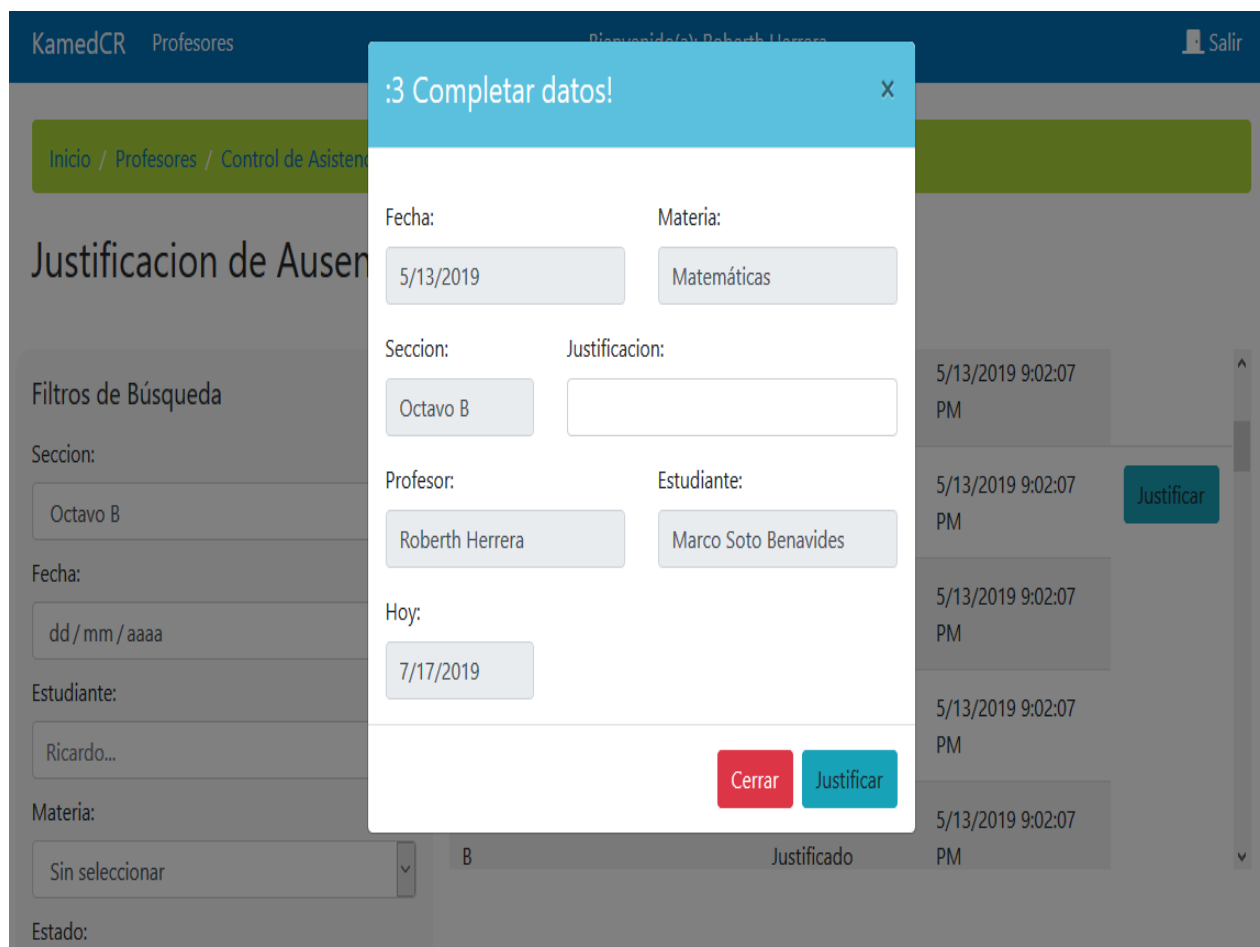 KamedCR Profesores Bienvenido(a): Roberth Herrera Salir
:3 Completar datos! x
Inicio / Profesores / Control de Asistenc
Justificacion de Ausen
Fecha: Materia:
5/13/2019 Matemáticas
Seccion: Justificacion:
Octavo B
Profesor: Estudiante:
Roberth Herrera Marco Soto Benavides
Hoy:
7/17/2019
Cerrar Justificar
Filtros de Búsqueda
Seccion:
Octavo B
Fecha:
dd / mm / aaaa
Estudiante:
Ricardo...
Materia:
Sin seleccionar
Estado:
5/13/2019 9:02:07
PM
5/13/2019 9:02:07
PM
Justificar
5/13/2019 9:02:07
PM
5/13/2019 9:02:07
PM
5/13/2019 9:02:07
B Justificado PM